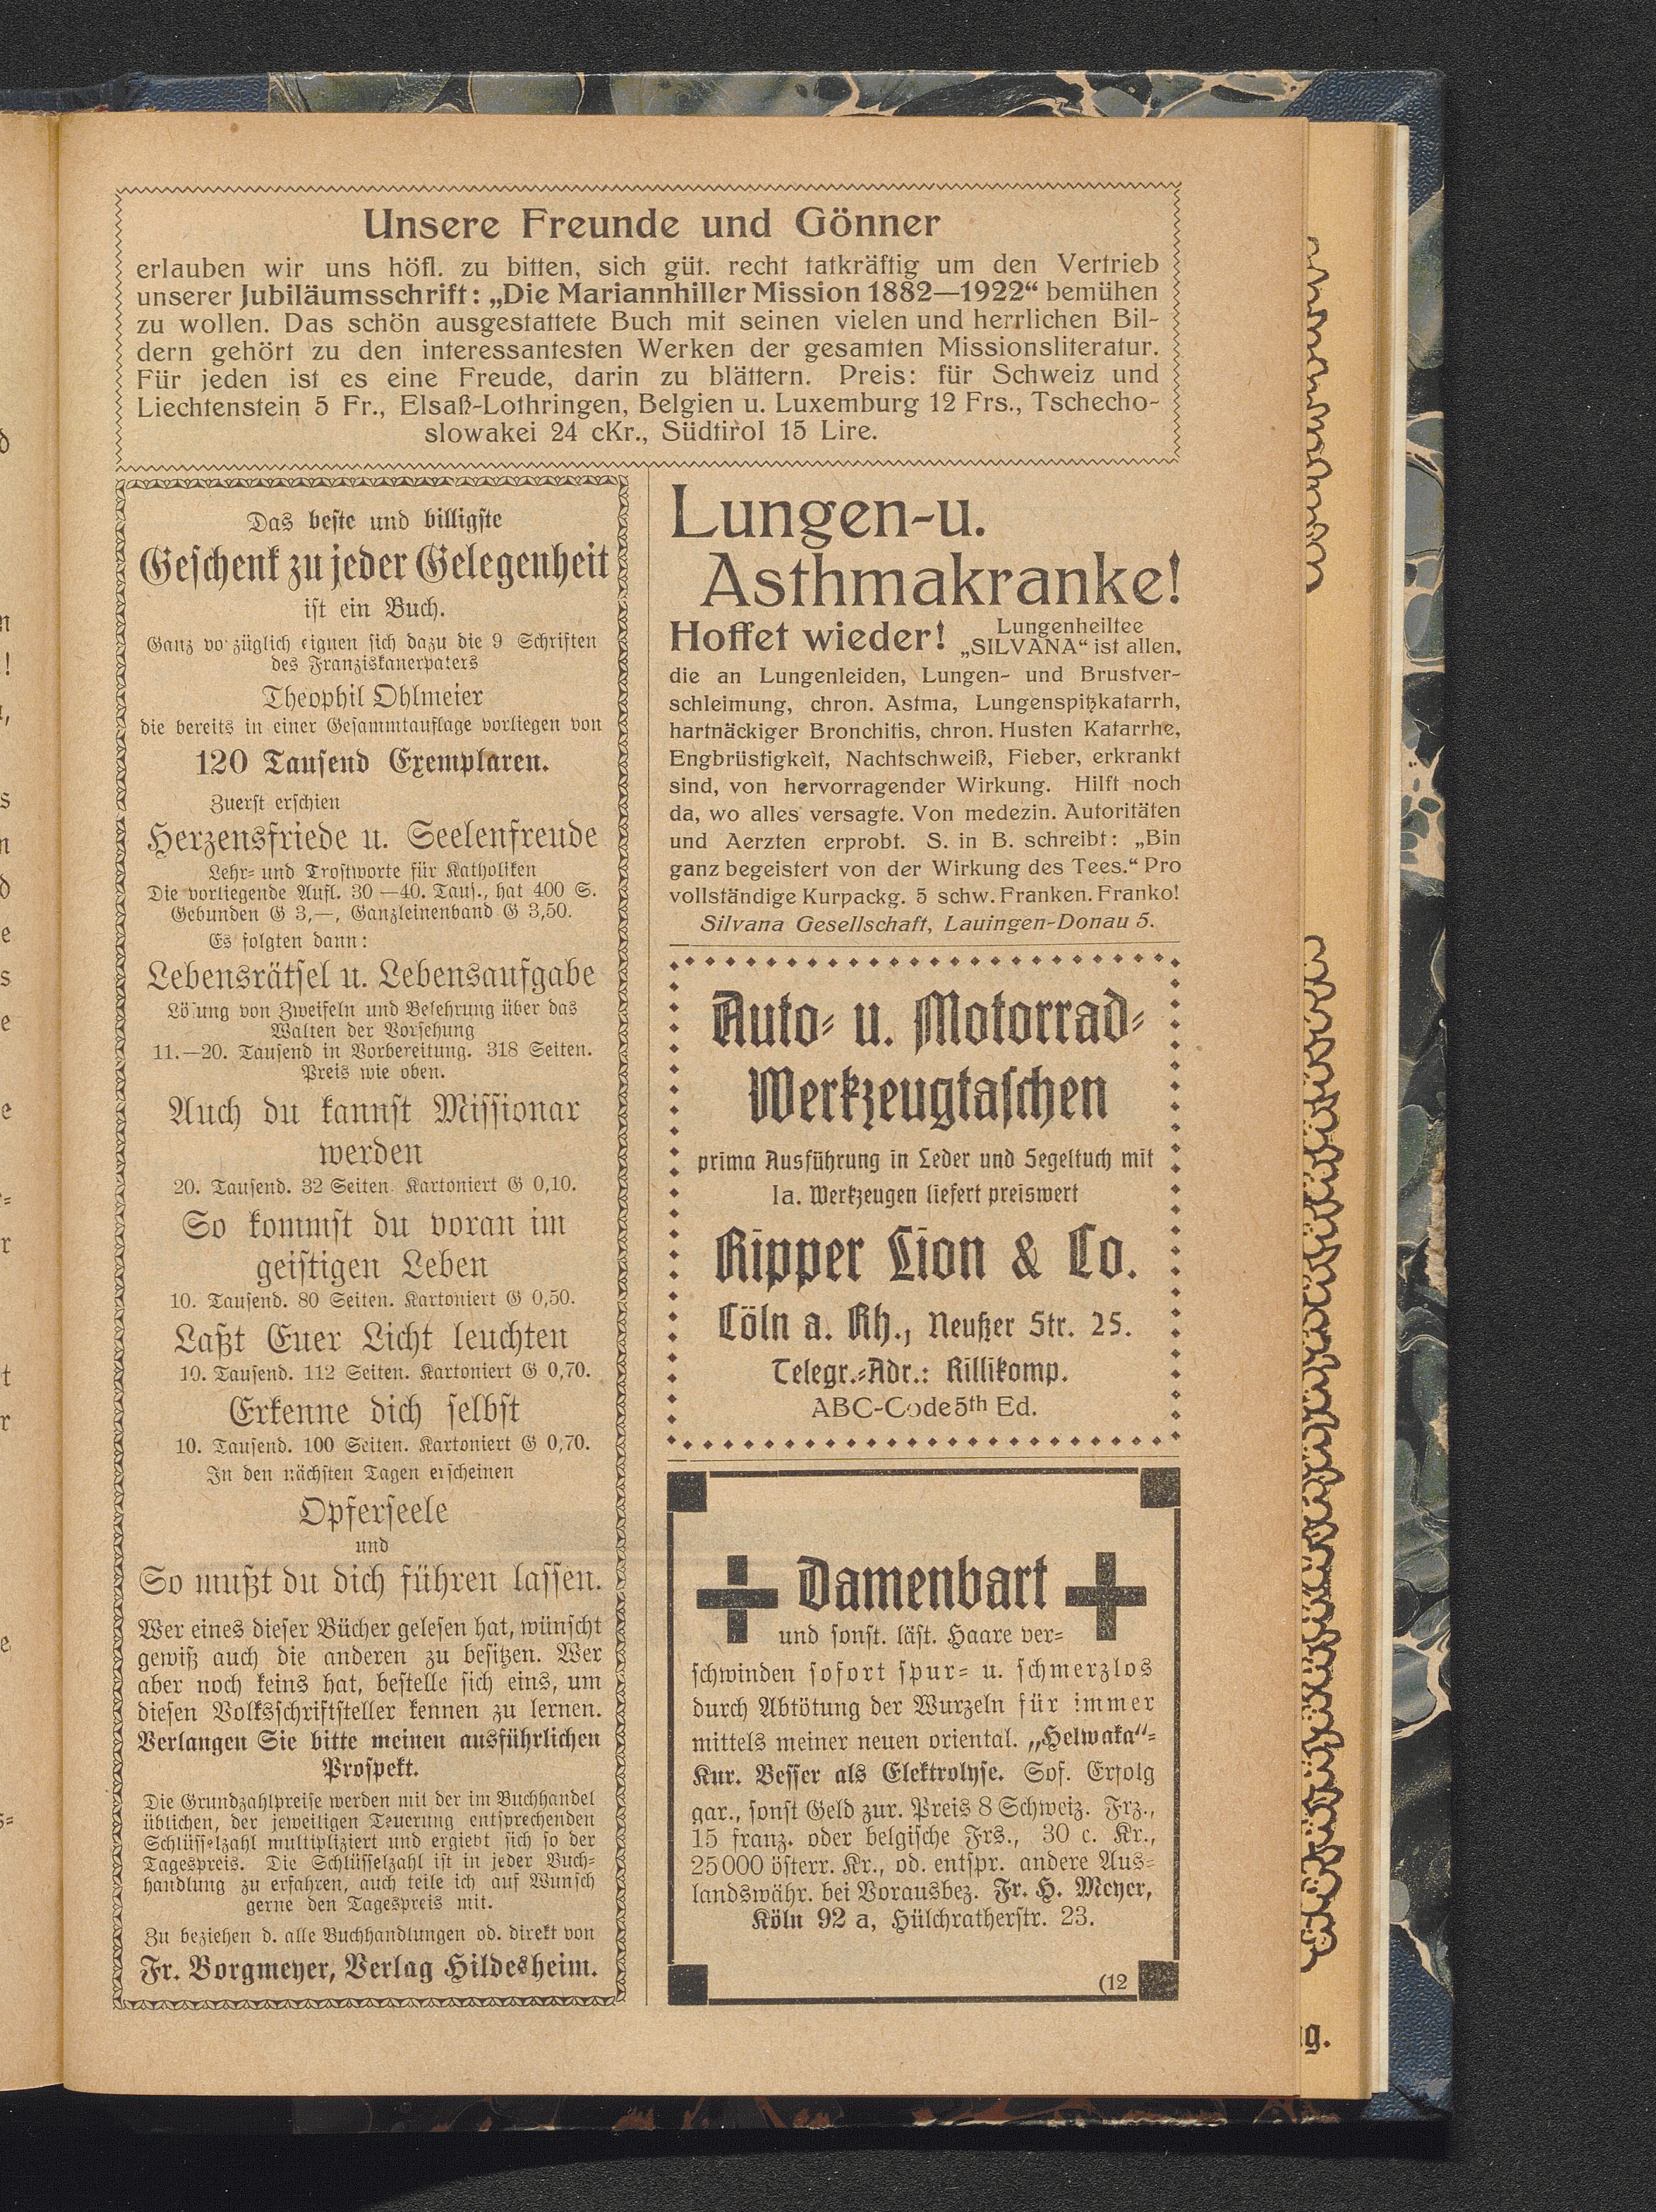 Unsere Freunde und Gönner
erlauben wir uns höfl. zu bitten, sich güt. recht tatkräftig um den Vertrieb
unserer Jubiläumsschrift: „Die Mariannhiller Mission 1882—1922“ bemühen
zu wollen. Das schön ausgestattete Buch mit seinen vielen und herrlichen Bil-
dern gehört zu den interessantesten Werken der gesamten Missionsliteratur.
Für jeden ist es eine Freude, darin zu blättern. Preis: für Schweiz und
Liechtenstein 5 Fr., Elsaß-Lothringen, Belgien u. Luxemburg 12 Frs., Tschecho-
slowakei 24 cKr., Südtirol 15 Lire.
Das beste und billigste
Geschenk zu jeder Gelegenheit
ist ein Buch.
Ganz vo züglich eignen sich dazu die 9 Schriften
des Franziskanerpaters
Theophil Ohlmeier
die bereits in einer Gesammtauflage vorliegen von
120 Tausend Exemplaren.
Zuerst erschien
Herzensfriede u. Seelenfreude
Lehr- und Trostworte für Katholiken
Die vorliegende Aufl. 30—40. Taus., hat 400 S.
Gebunden G 3,—, Ganzleinenband G 3,50.
Es folgten dann:
Lebensrätsel u. Lebensaufgabe
Lösung von Zweifeln und Belehrung über das
Walten der Vorsehung
11.—20. Tausend in Vorbereitung. 318 Seiten.
Preis wie oben.
Auch du kannst Missionar
werden
20. Tausend. 32 Seiten. Kartoniert G 0,10.
So kommst du voran im
geistigen Leben
10. Tausend. 80 Seiten. Kartoniert G 0,50.
Laßt Euer Licht leuchten
10. Tausend. 112 Seiten. Kartoniert G 0,70.
Erkenne dich selbst
10. Tausend. 100 Seiten. Kartoniert G 0,70.
In den nächsten Tagen erscheinen
Opferseele
und
So mußt du dich führen lassen.
Wer eines dieser Bücher gelesen hat, wünscht
gewiß auch die anderen zu besitzen. Wer
aber noch keins hat, bestelle sich eins, um
diesen Volksschriftsteller kennen zu lernen.
Verlangen Sie bitte meinen ausführlichen
Prospekt.
Die Grundzahlpreise werden mit der im Buchhandel
üblichen, der jeweiligen Teuerung entsprechenden
Schlüsselzahl multipliziert und ergiebt sich so der
Tagespreis. Die Schlüsselzahl ist in jeder Buch-
handlung zu erfahren, auch teile ich auf Wunsch
gerne den Tagespreis mit.
Zu beziehen d. alle Buchhandlungen od. direkt von
Fr. Borgmeyer, Verlag Hildesheim.
Lungen-u.
Asthmakranke!
Hoffet wieder! Lungenheiltee
„SILVANA“ ist allen,
die an Lungenleiden, Lungen- und Brustver-
schleimung, chron. Astma, Lungenspitzkatarrh,
hartnäckiger Bronchitis, chron. Husten Katarrhe,
Engbrüstigkeit, Nachtschweiß, Fieber, erkrankt
sind, von hervorragender Wirkung. Hilft noch
da, wo alles versagte. Von medezin. Autoritäten
und Aerzten erprobt. S. in B. schreibt: „Bin
ganz begeistert von der Wirkung des Tees.“ Pro
vollständige Kurpackg. 5 schw. Franken. Franko!
Silvana Gesellschaft, Lauingen-Donau 5.
Auto- u. Motorrad-
Werkzeugtaschen
prima Ausführung in Leder und Segeltuch mit
Ia. Werkzeugen liefert preiswert
Ripper Lion & Co.
Cöln a. Rh., Neußer Str. 25.
Telegr.-Adr.: Rillikomp.
ABC-Code 5th Ed.
Damenbart
und sonst. läst. Haare ver-
schwinden sofort spur- u. schmerzlos
durch Abtötung der Wurzeln für immer
mittels meiner neuen oriental. „Helwaka“-
Kur. Besser als Elektrolyse. Sof. Erfolg
gar., sonst Geld zur. Preis 8 Schweiz. Frz.,
15 franz. oder belgische Frs., 30 c. Kr.,
25000 österr. Kr., od. entspr. andere Aus-
landswähr. bei Vorausbez. Fr. H. Meyer,
Köln 92 a, Hülchratherstr. 23.
(12
g.